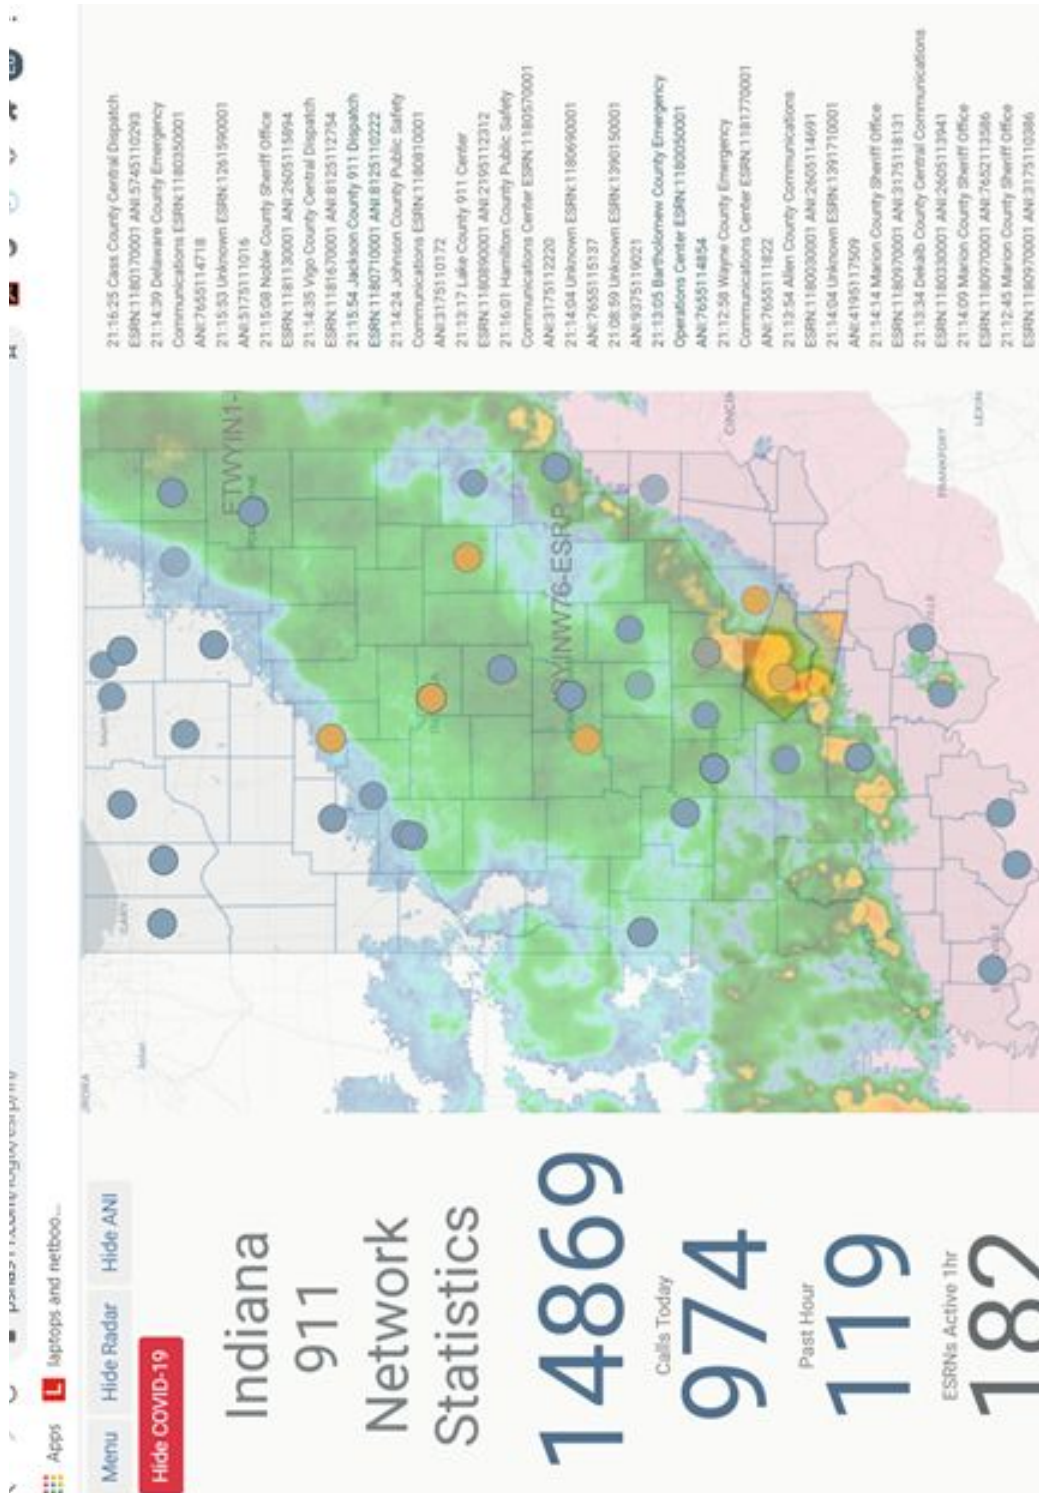 Apps
L laptops and netboo...
Menu
Hide Radar
Hide ANI
Hide COVID-19
Indiana
911
Network
Statistics
14869
Calls Today
974
Past Hour
119
ESRNs Active 1hr
182
GARY
FTWYIN1-
CINCIN
FRANKFORT
LEXIN
21:16:25 Cass County Central Dispatch
ESRN:1180170001 ANI:5745110293
21:14:39 Delaware County Emergency
Communications ESRN:1180350001
ANI:7655114718
21:15:53 Unknown ESRN:1261590001
ANI:5175111016
21:15:08 Noble County Sheriff Office
ESRN:1181130001 ANI:2605115894
21:14:35 Vigo County Central Dispatch
ESRN:1181670001 ANI:8125112754
21:15:54 Jackson County 911 Dispatch
ESRN:1180710001 ANI:8125110222
21:14:24 Johnson County Public Safety
Communications ESRN:1180810001
ANI:3175110172
21:13:17 Lake County 911 Center
ESRN:1180890001 ANI:2195112312
21:16:01 Hamilton County Public Safety
Communications Center ESRN:1180570001
ANI:3175112220
21:14:04 Unknown ESRN:1180690001
ANI:7655115137
21:08:59 Unknown ESRN:1390150001
ANI:9375119021
21:13:05 Bartholomew County Emergency
Operations Center ESRN:1180050001
ANI:7655114854
21:12:58 Wayne County Emergency
Communications Center ESRN:1181770001
ANI:7655111822
21:13:54 Allen County Communications
ESRN:1180030001 ANI:2605114691
21:14:04 Unknown ESRN:1391710001
ANI:4195117509
21:14:14 Marion County Sheriff Office
ESRN:1180970001 ANI:3175118131
21:13:34 Dekalb County Central Communications
ESRN:1180330001 ANI:2605113941
21:14:09 Marion County Sheriff Office
ESRN:1180970001 ANI:7652113586
21:12:45 Marion County Sheriff Office
ESRN:1180970001 ANI:3175110386